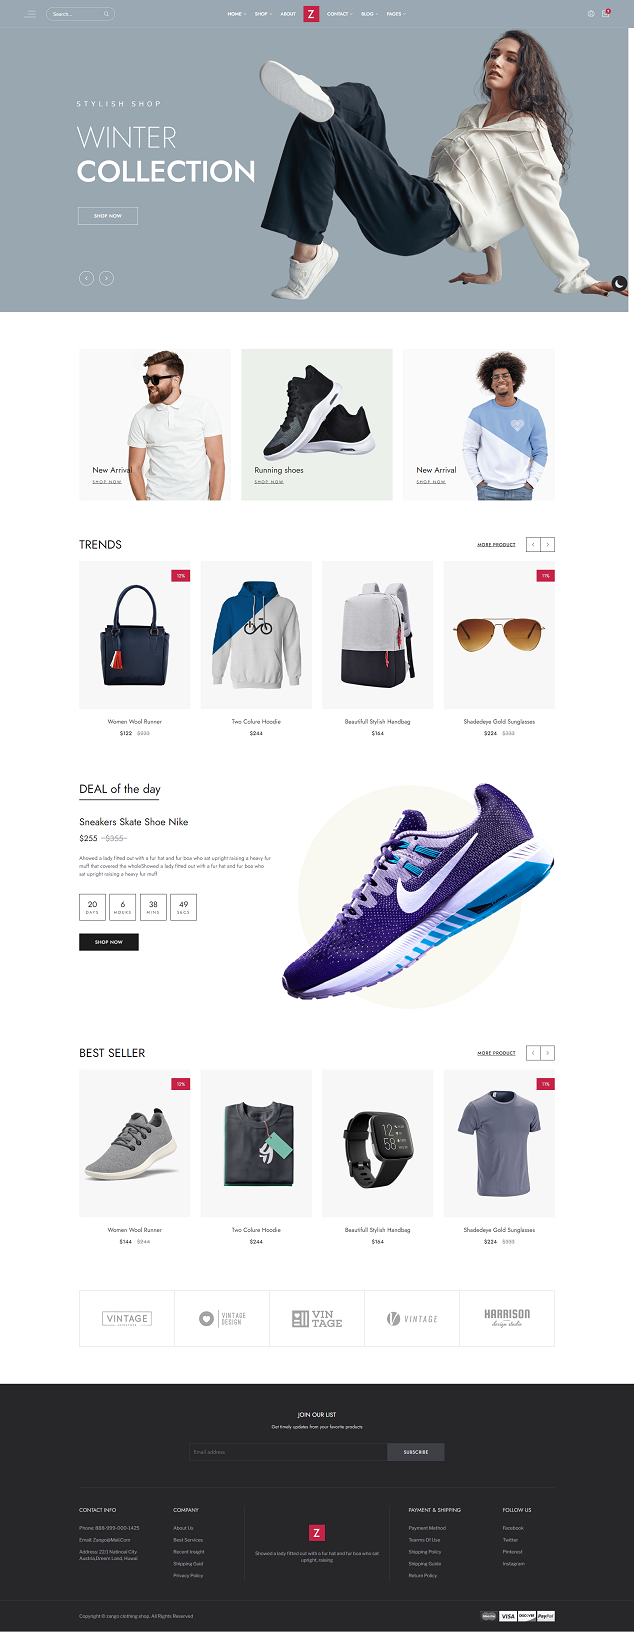 Search...
HOME
SHOP
ABOUT
Z
CONTACT
BLOG
PAGES
STYLISH SHOP
WINTER
COLLECTION
SHOP NOW
New Arrival
SHOP NOW
Running shoes
SHOP NOW
New Arrival
SHOP NOW
TRENDS
MORE PRODUCT
12%
11%
Women Wool Runner
$122 $233
Two Colure Hoodie
$244
Beautifull Stylish Handbag
$164
Shadedeye Gold Sunglasses
$224 $333
DEAL of the day
Sneakers Skate Shoe Nike
$255 $355
Ahowed a lady fitted out with a fur hat and fur boa who sat upright raising a heavy fur
muff that covered the wholeShowed a lady fitted out with a fur hat and fur boa who
sat upright raising a heavy fur muff
20 6 38 49
DAYS HOURS MINS SECS
SHOP NOW
BEST SELLER
MORE PRODUCT
12%
11%
Women Wool Runner
$144 $244
Two Colure Hoodie
$244
Beautifull Stylish Handbag
$164
Shadedeye Gold Sunglasses
$224 $333
VINTAGE
VINTAGE
DESIGN
VIN
TAGE
VINTAGE
HARRISON
design studio
JOIN OUR LIST
Get timely updates from your favorite products
Email address
SUBSCRIBE
CONTACT INFO
Phone: 888-999-000-1425
Email: Zango@Mail.Com
Address: 22/1 Natinoal City
Austria,Dreem Land, Huwai
COMPANY
About Us
Best Services
Recent Insight
Shipping Gaid
Privacy Policy
Z
Showed a lady fitted out with a fur hat and fur boa who sat
upright, raising
PAYMENT & SHIPPING
Payment Method
Tearms Of Use
Shipping Policy
Shipping Guide
Return Policy
FOLLOW US
Facebook
Twitter
Pinterest
Instagram
Copyright © zango clothing shop. All Rights Reserved
VISA
DISCOVER
PayPal